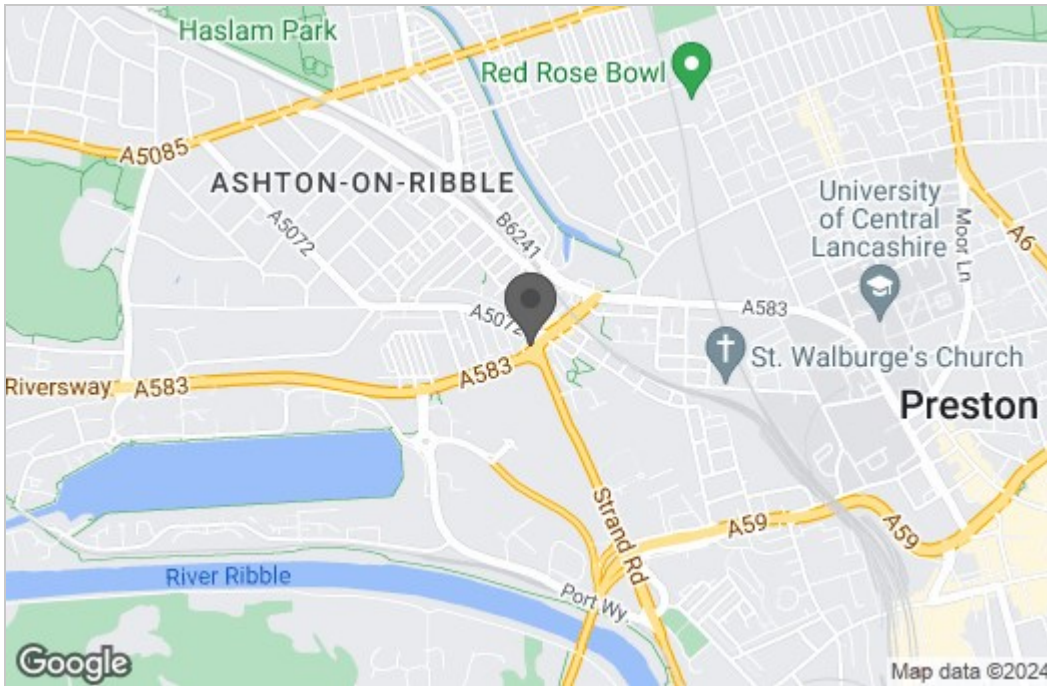 Haslam Park
Red Rose Bowl
A5085
ASHTON-ON-RIBBLE
University
of Central
Lancashire
Moor Ln
A6
A5072
B6241
A583
A5072
St. Walburge's Church
Riversway
A583
A583
Preston
Strand Rd
A59
A59
River Ribble
Port Wy.
Google
Map data ©2024